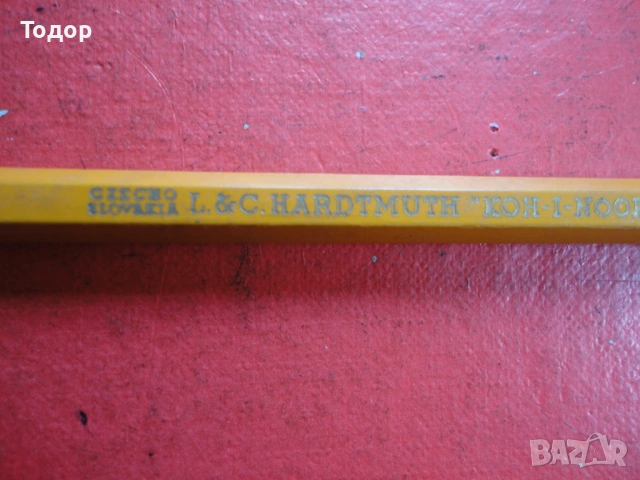 Тодор
CZECHO
SLOVAKIA L. & C. HARDTMUTH "KOH-I-NOOR
BAZAR